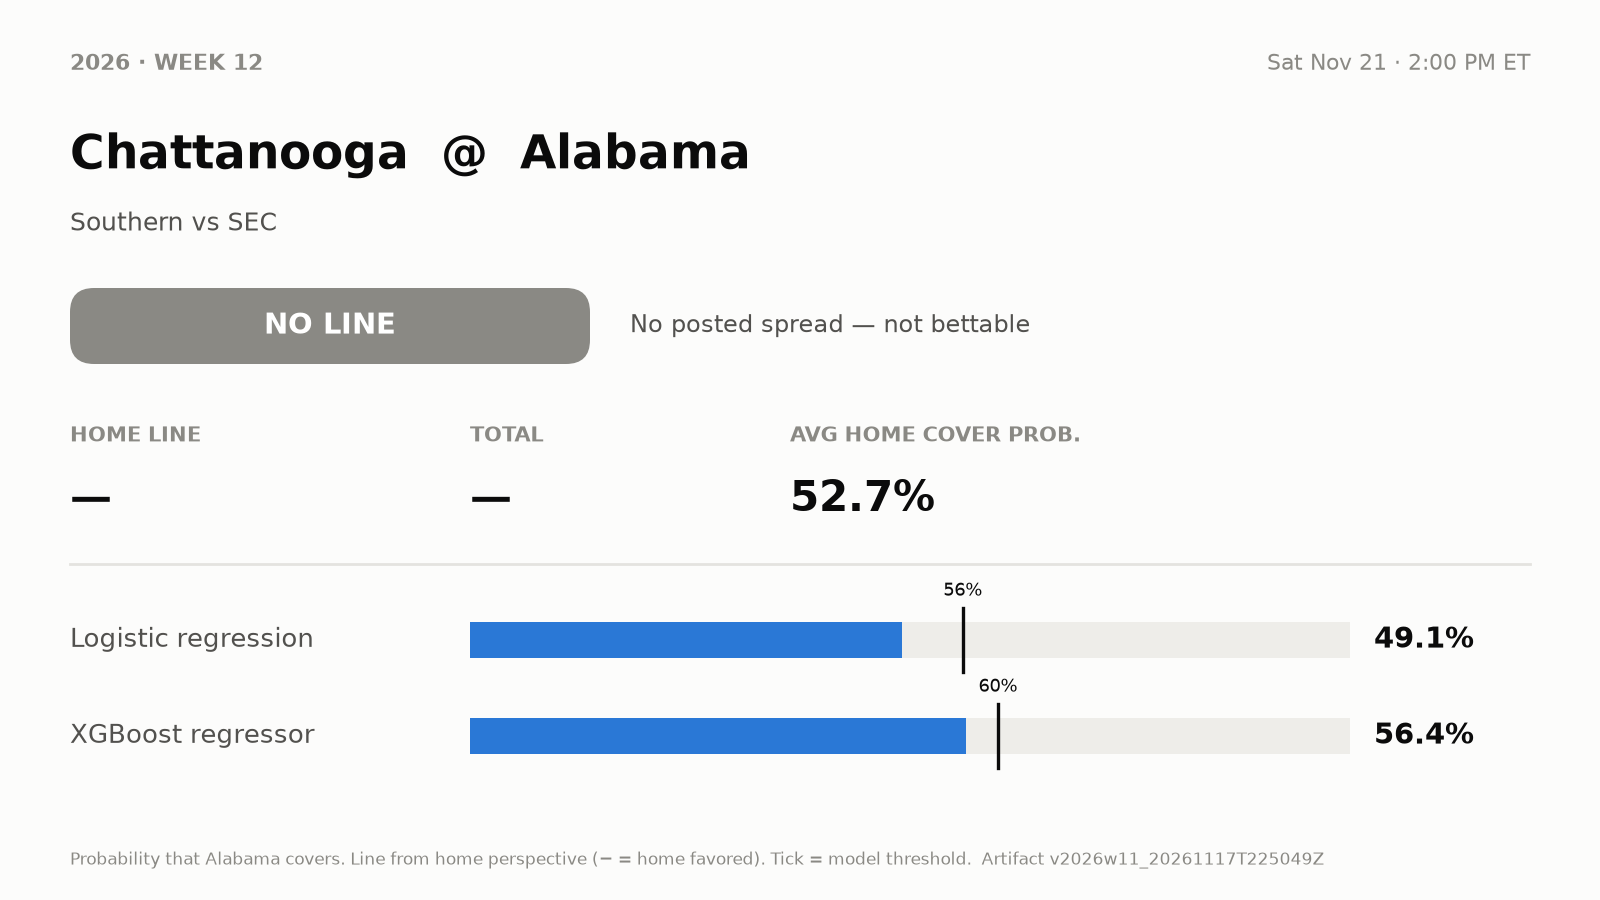 2026 · WEEK 12
Sat Nov 21 · 2:00 PM ET
Chattanooga @ Alabama
Southern vs SEC
NO LINE
No posted spread — not bettable
HOME LINE
TOTAL
AVG HOME COVER PROB.
—
—
52.7%
56%
Logistic regression
49.1%
60%
XGBoost regressor
56.4%
Probability that Alabama covers. Line from home perspective (− = home favored). Tick = model threshold. Artifact v2026w11_20261117T225049Z